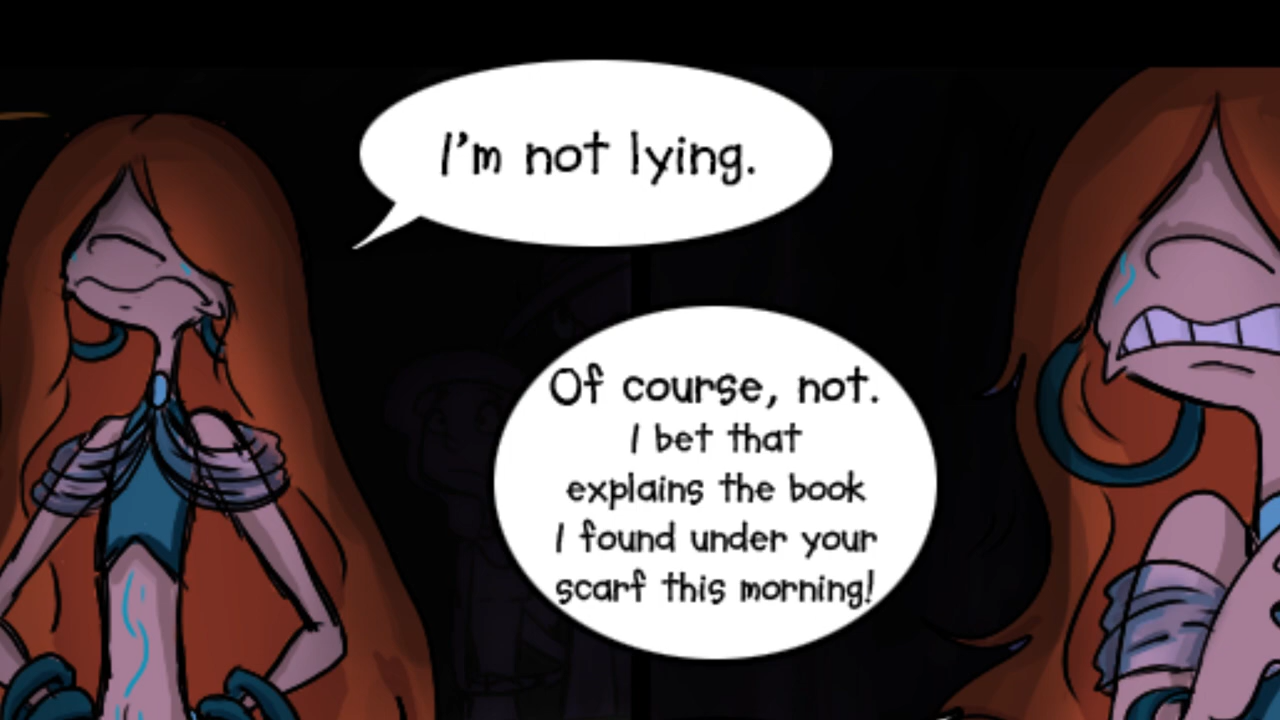 I'm not lying.
Of course, not.
I bet that
explains the book
I found under your
scarf this morning!